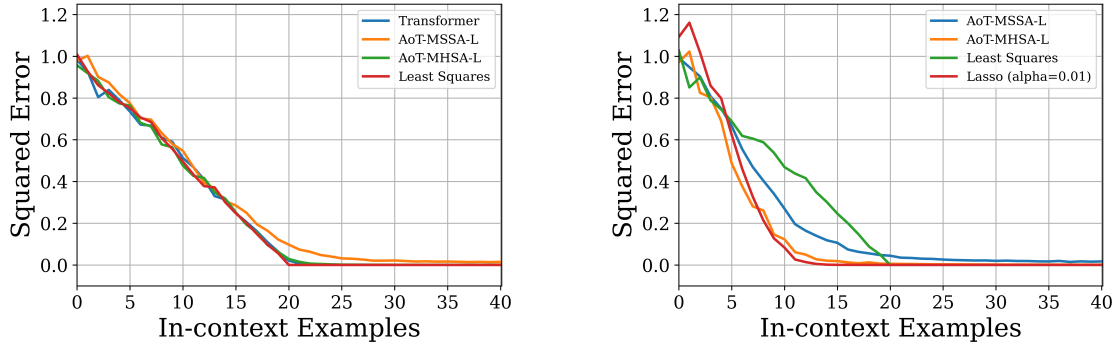 Squared Error
1.2
1.0
0.8
0.6
0.4
0.2
0.0
Transformer
AoT-MSSA-L
AoT-MHSA-L
Least Squares
0 5 10 15 20 25 30 35 40
In-context Examples
Squared Error
1.2
1.0
0.8
0.6
0.4
0.2
0.0
AoT-MSSA-L
AoT-MHSA-L
Least Squares
Lasso (alpha=0.01)
0 5 10 15 20 25 30 35 40
In-context Examples